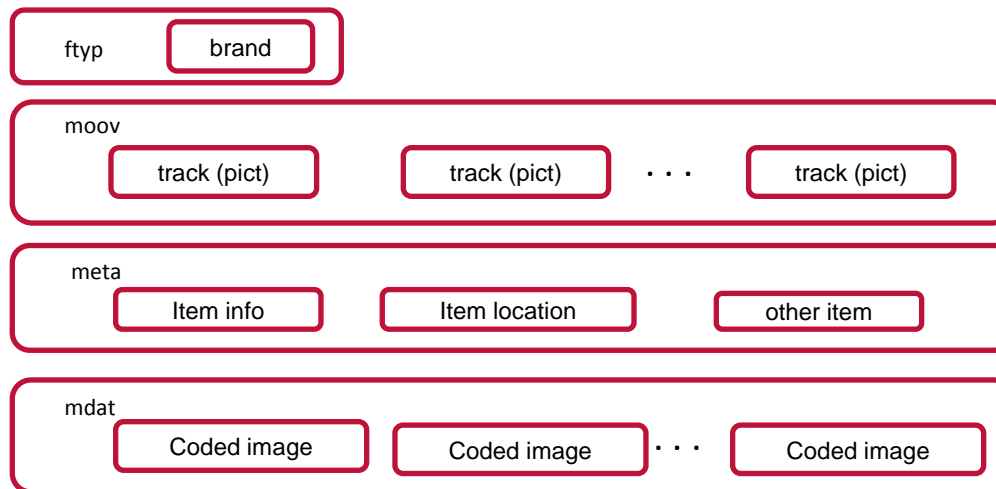 ftyp brand
moov
track (pict) track (pict) · · · track (pict)
meta
Item info Item location other item
mdat
Coded image Coded image · · · Coded image